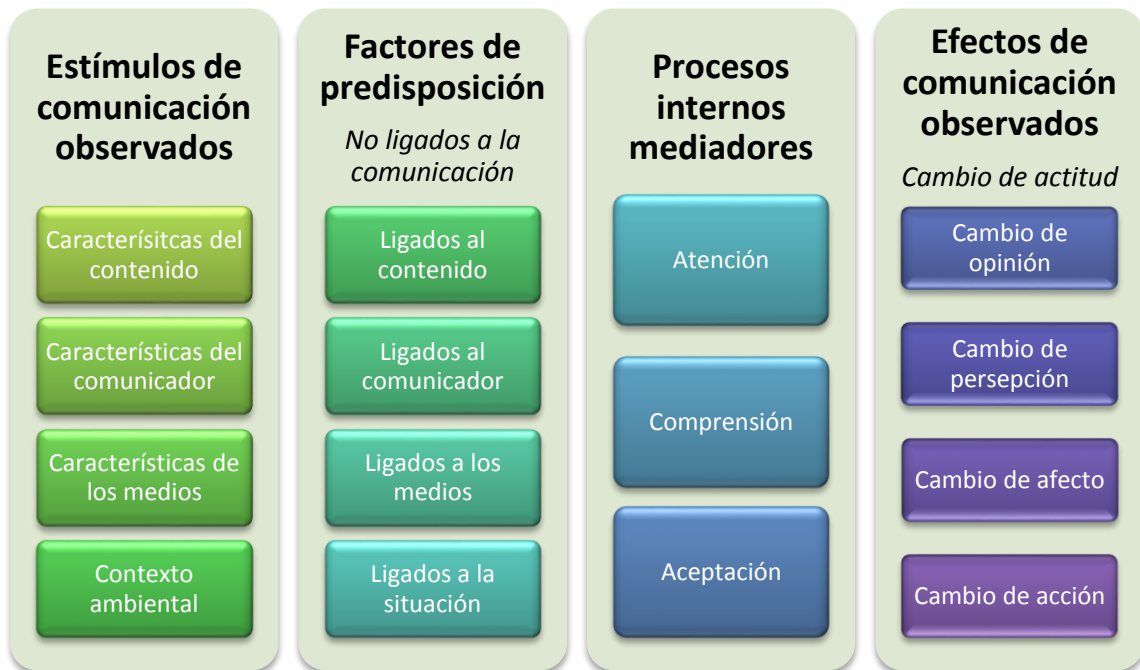 Estímulos de
comunicación
observados
Caracterísitcas del
contenido
Características del
comunicador
Características de
los medios
Contexto
ambiental
Factores de
predisposición
No ligados a la
comunicación
Ligados al
contenido
Ligados al
comunicador
Ligados a los
medios
Ligados a la
situación
Procesos
internos
mediadores
Atención
Comprensión
Aceptación
Efectos de
comunicación
observados
Cambio de actitud
Cambio de
opinión
Cambio de
persepción
Cambio de afecto
Cambio de acción